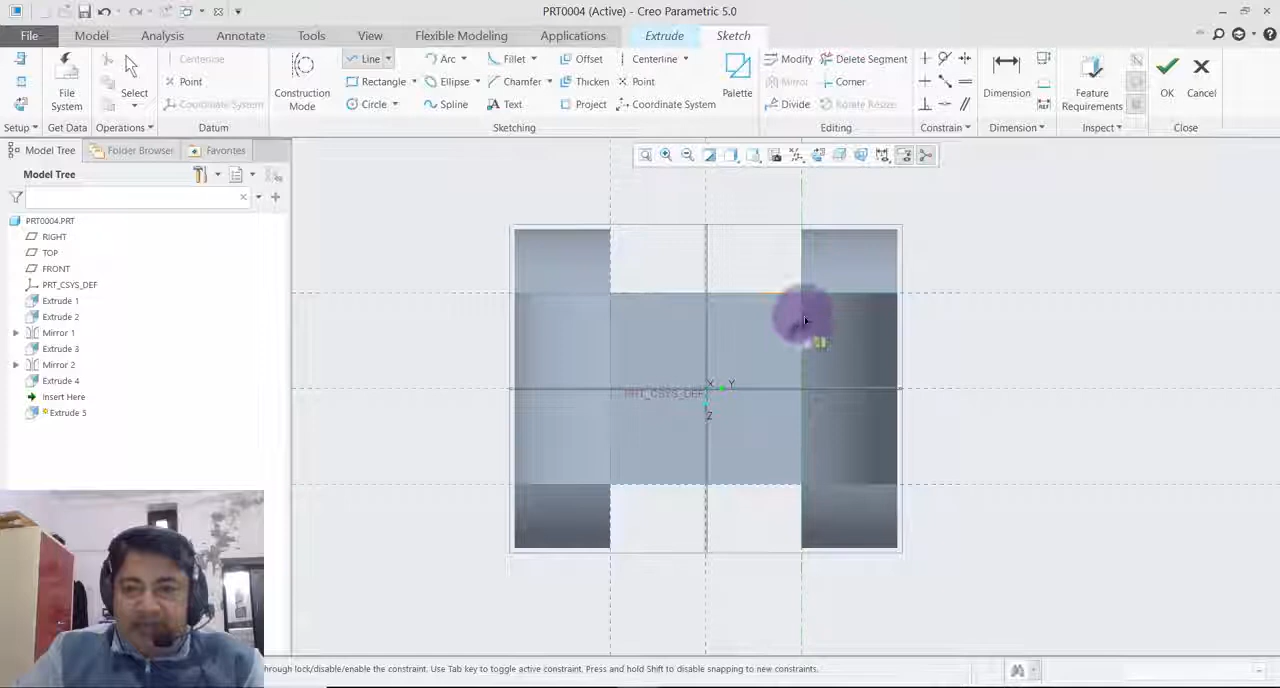 PRT0004 (Active) - Creo Parametric 5.0
File Model Analysis Annotate Tools View Flexible Modeling Applications Extrude Sketch
Centerline Line Arc Fillet Offset Centerline Modify Delete Segment
Point Rectangle Ellipse Chamfer Thicken Point Mirror Corner
Coordinate System Circle Spline Text Project Coordinate System Divide Rotate Resize
File System Select Construction Mode Palette Dimension Feature Requirements OK Cancel
Setup Get Data Operations Datum Sketching Editing Constrain Dimension Inspect Close
Model Tree Folder Browser Favorites
Model Tree
PRT0004.PRT
RIGHT
TOP
FRONT
PRT_CSYS_DEF
Extrude 1
Extrude 2
Mirror 1
Extrude 3
Mirror 2
Extrude 4
Insert Here
Extrude 5
X Y
PRT_CSYS_DEF
Z
through lock/disable/enable the constraint. Use Tab key to toggle active constraint. Press and hold Shift to disable snapping to new constraints.